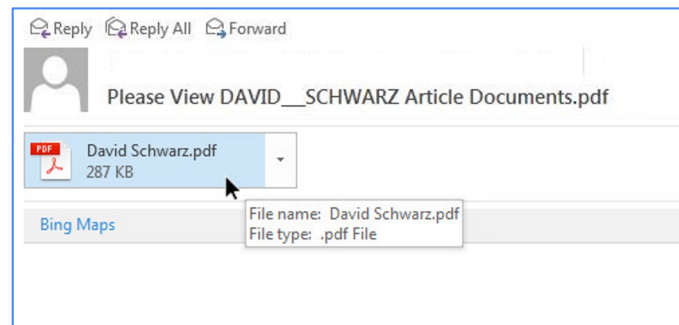 Reply Reply All Forward
Please View DAVID__SCHWARZ Article Documents.pdf
PDF
David Schwarz.pdf
287 KB
File name: David Schwarz.pdf
File type: .pdf File
Bing Maps